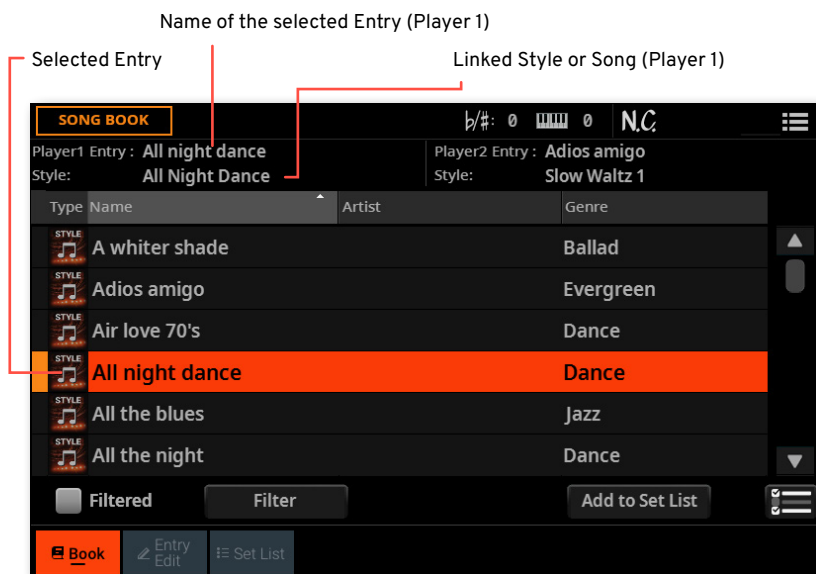 Name of the selected Entry (Player 1)
Selected Entry
Linked Style or Song (Player 1)
SONG BOOK
b/#: 0 0 N.C.
Player1 Entry : All night dance
Style: All Night Dance
Player2 Entry : Adios amigo
Style: Slow Waltz 1
Type Name Artist Genre
STYLE A whiter shade Ballad
STYLE Adios amigo Evergreen
STYLE Air love 70's Dance
STYLE All night dance Dance
STYLE All the blues Jazz
STYLE All the night Dance
Filtered Filter Add to Set List
Book Entry Edit Set List